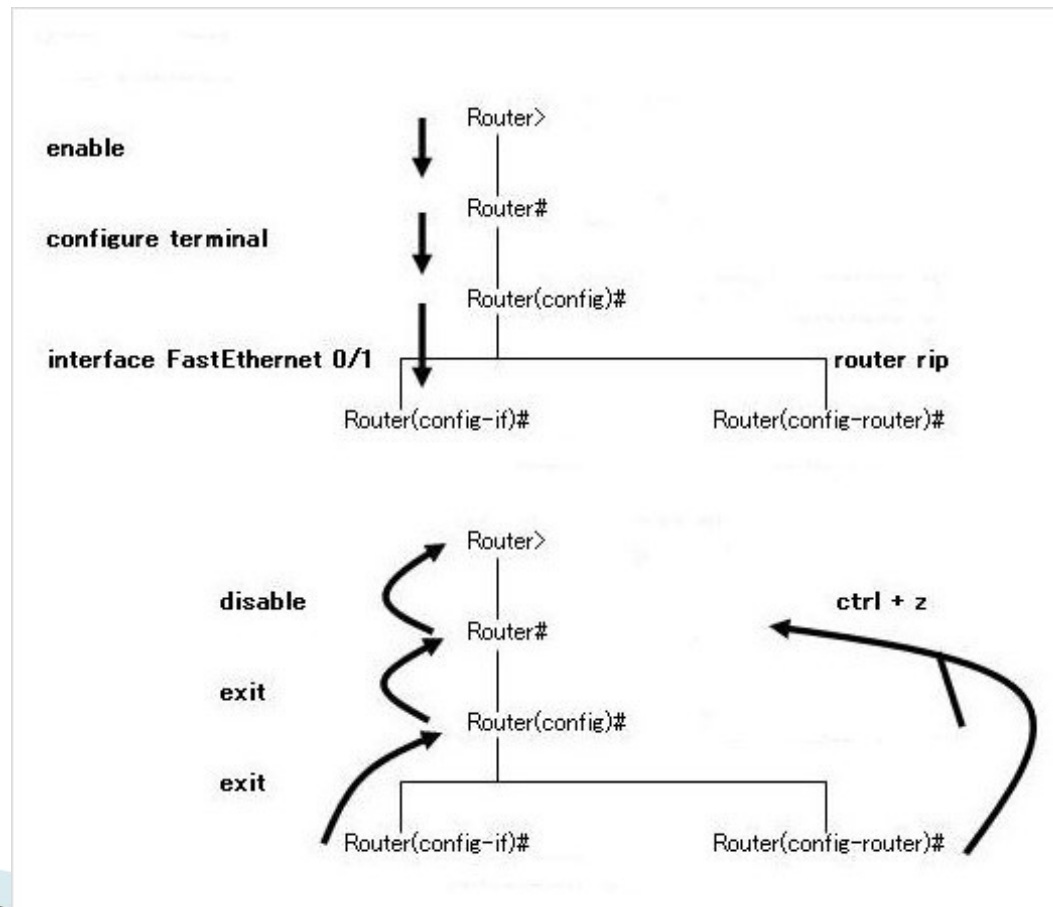 Router>
enable
Router#
configure terminal
Router(config)#
interface FastEthernet 0/1
router rip
Router(config-if)#
Router(config-router)#
Router>
disable
ctrl + z
Router#
exit
Router(config)#
exit
Router(config-if)#
Router(config-router)#